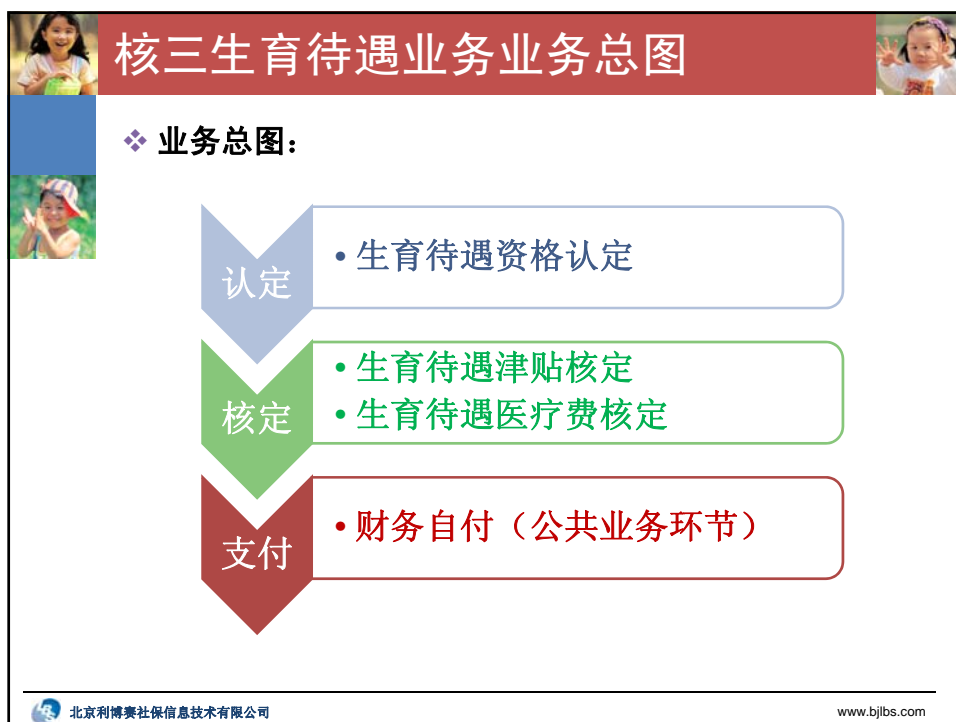 核三生育待遇业务业务总图
业务总图：
认定
• 生育待遇资格认定
核定
• 生育待遇津贴核定
• 生育待遇医疗费核定
支付
• 财务自付（公共业务环节）
北京利博赛社保信息技术有限公司
www.bjlbs.com